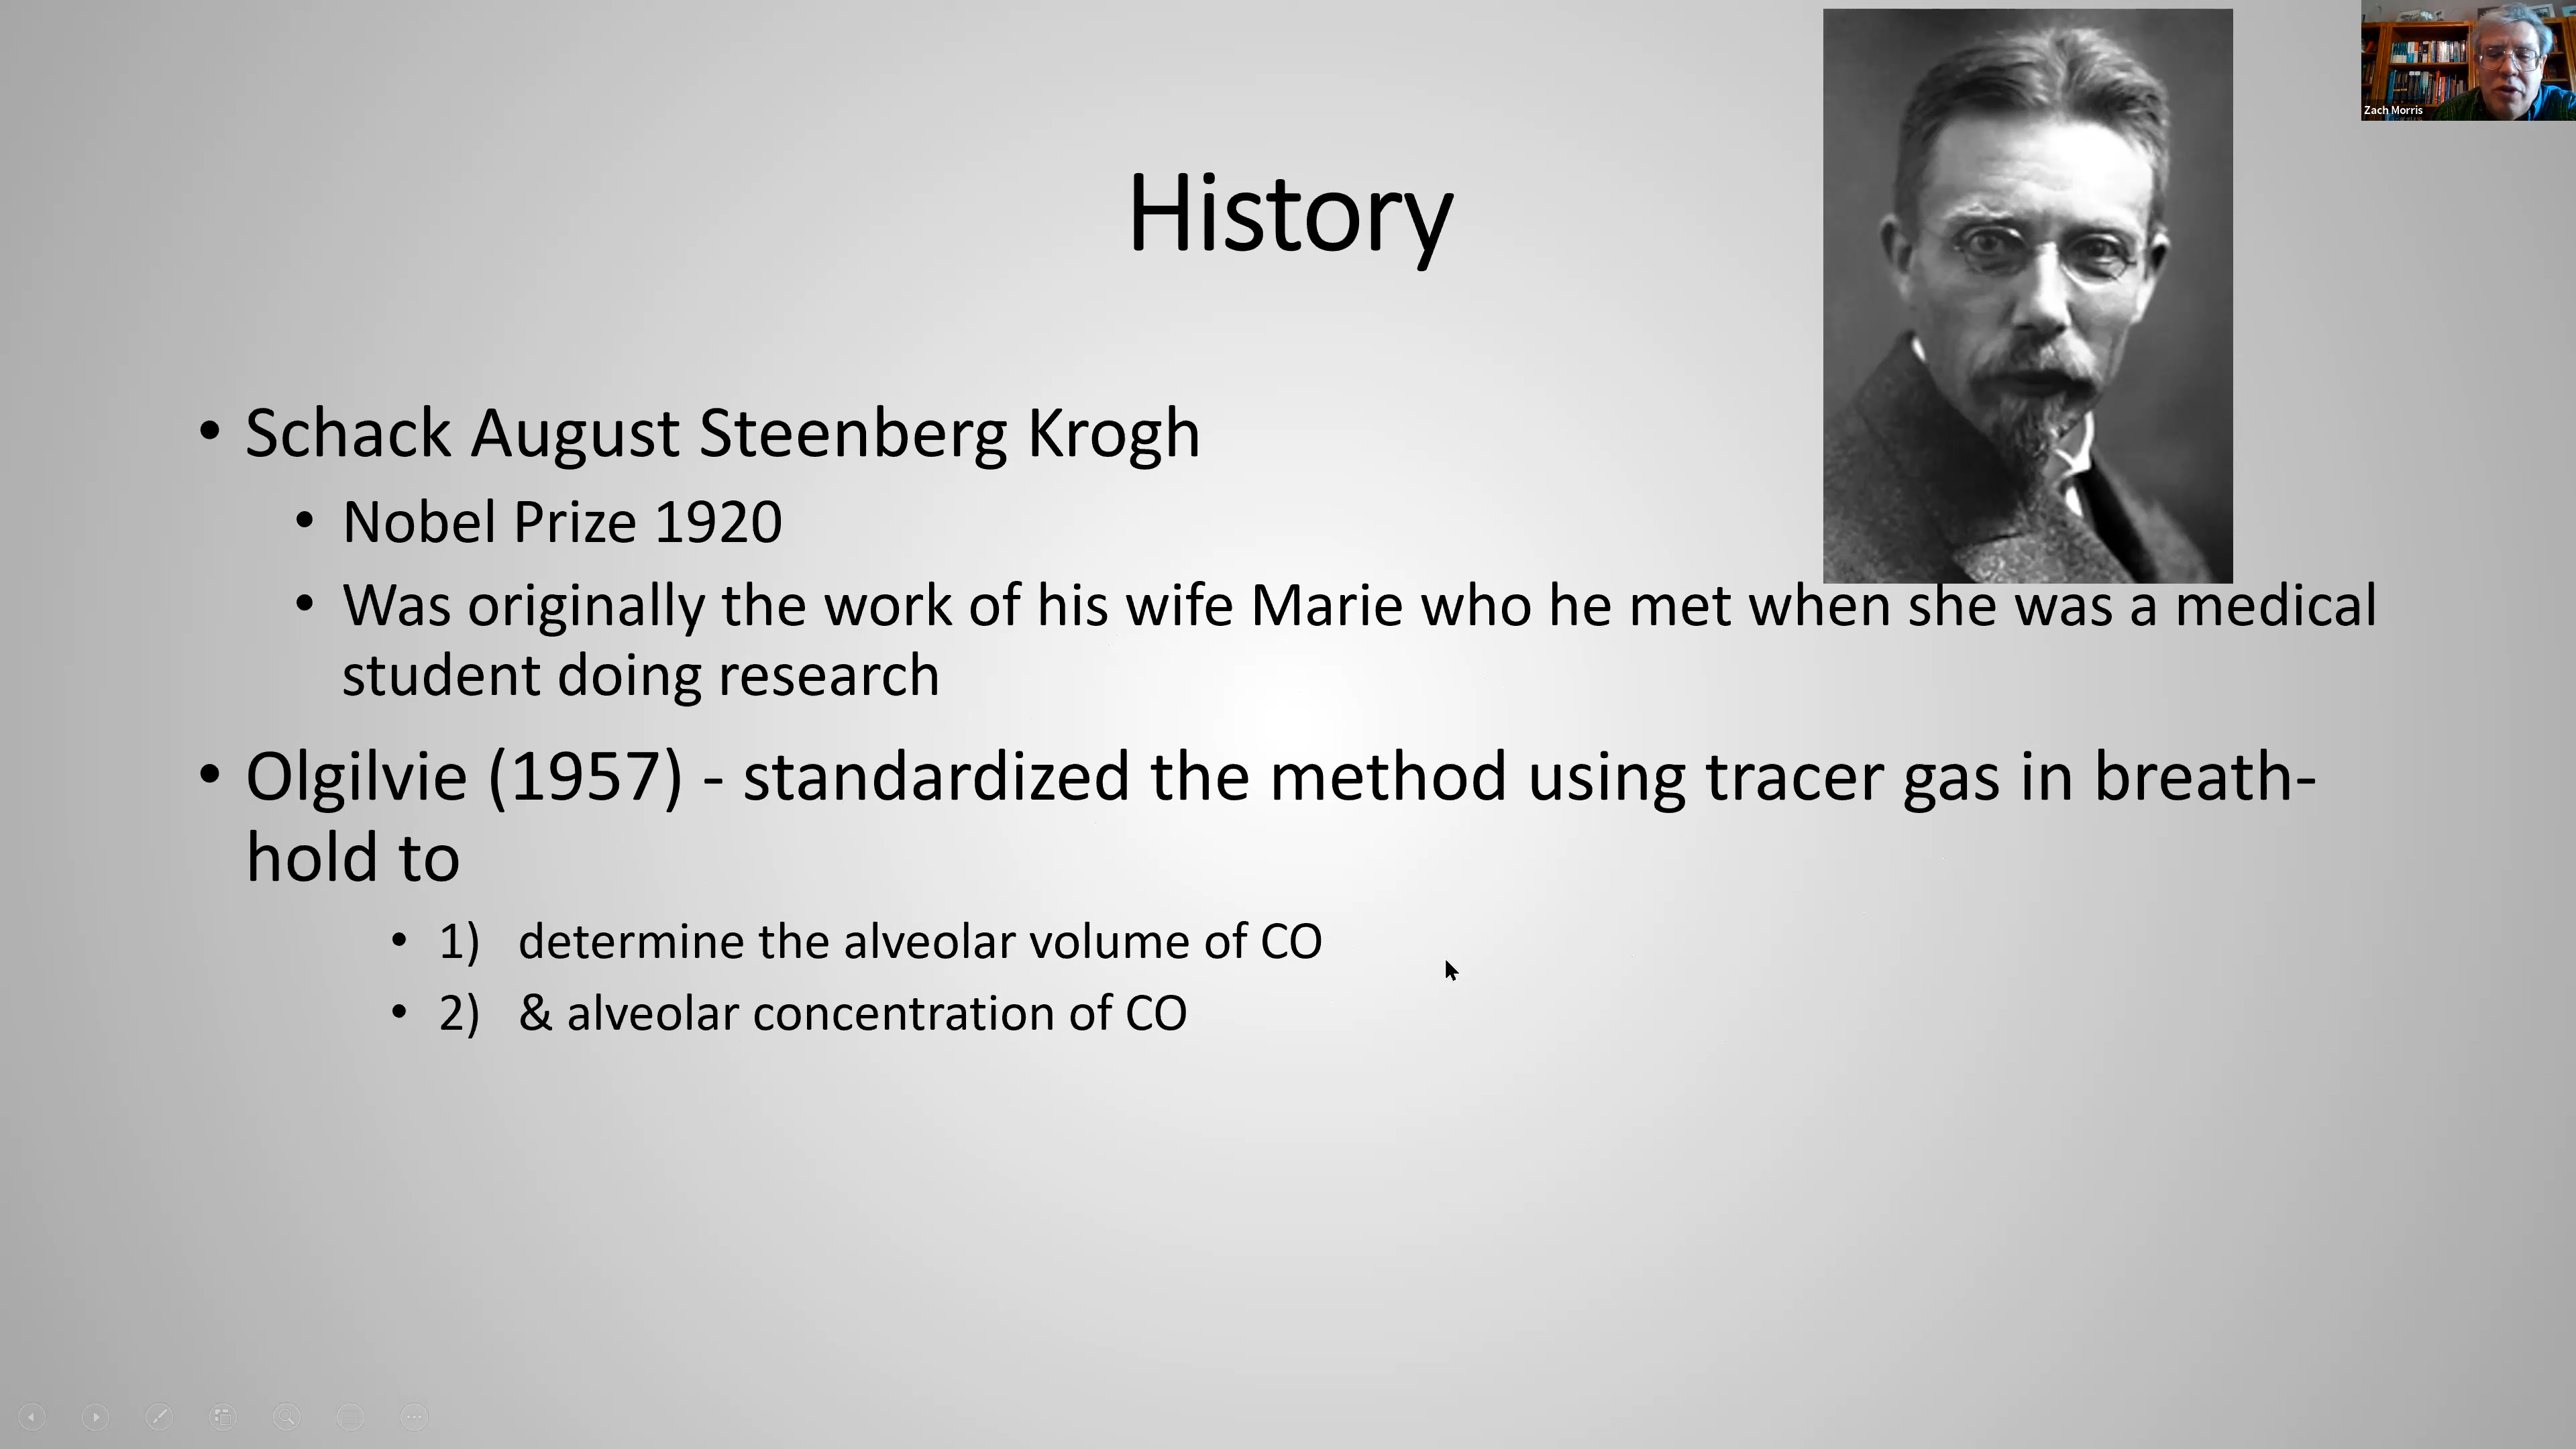 Zach Morris
History
• Schack August Steenberg Krogh
• Nobel Prize 1920
• Was originally the work of his wife Marie who he met when she was a medical
student doing research
• Olgilvie (1957) - standardized the method using tracer gas in breath-
hold to
• 1) determine the alveolar volume of CO
• 2) & alveolar concentration of CO